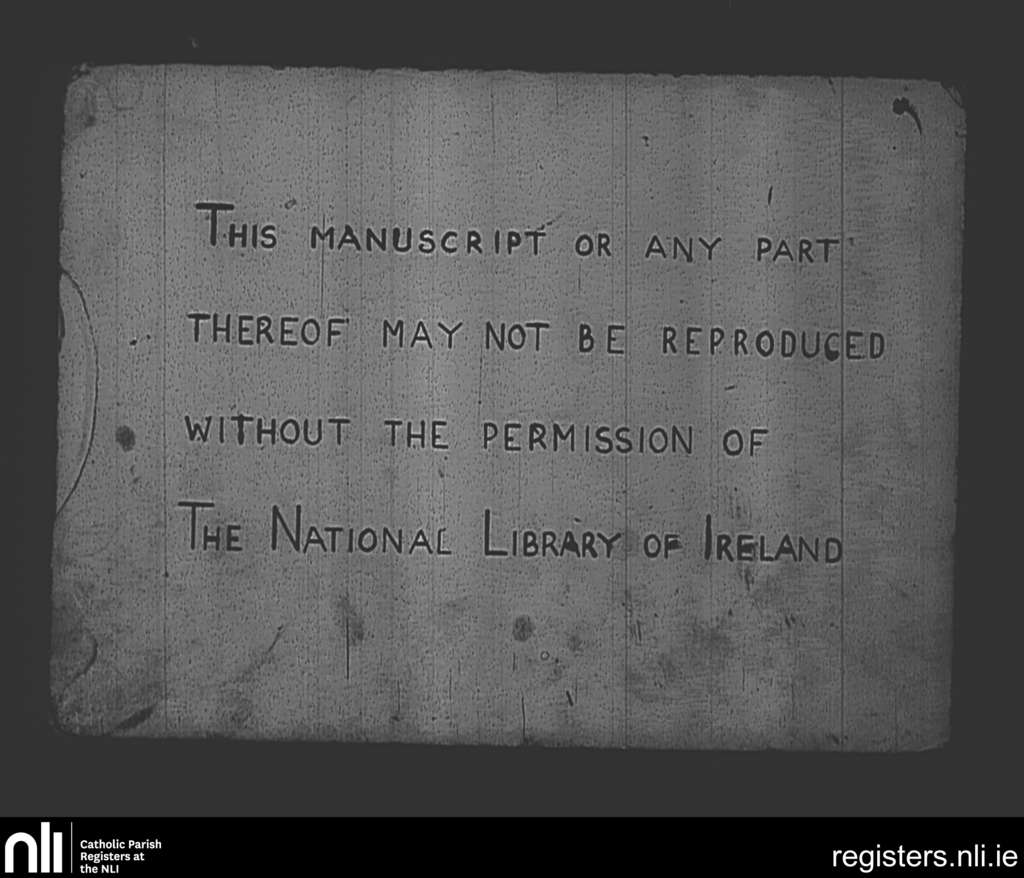 This manuscript or any part
thereof may not be reproduced
without the permission of
The National Library of Ireland
nli
Catholic Parish
Registers at
the NLI
registers.nli.ie